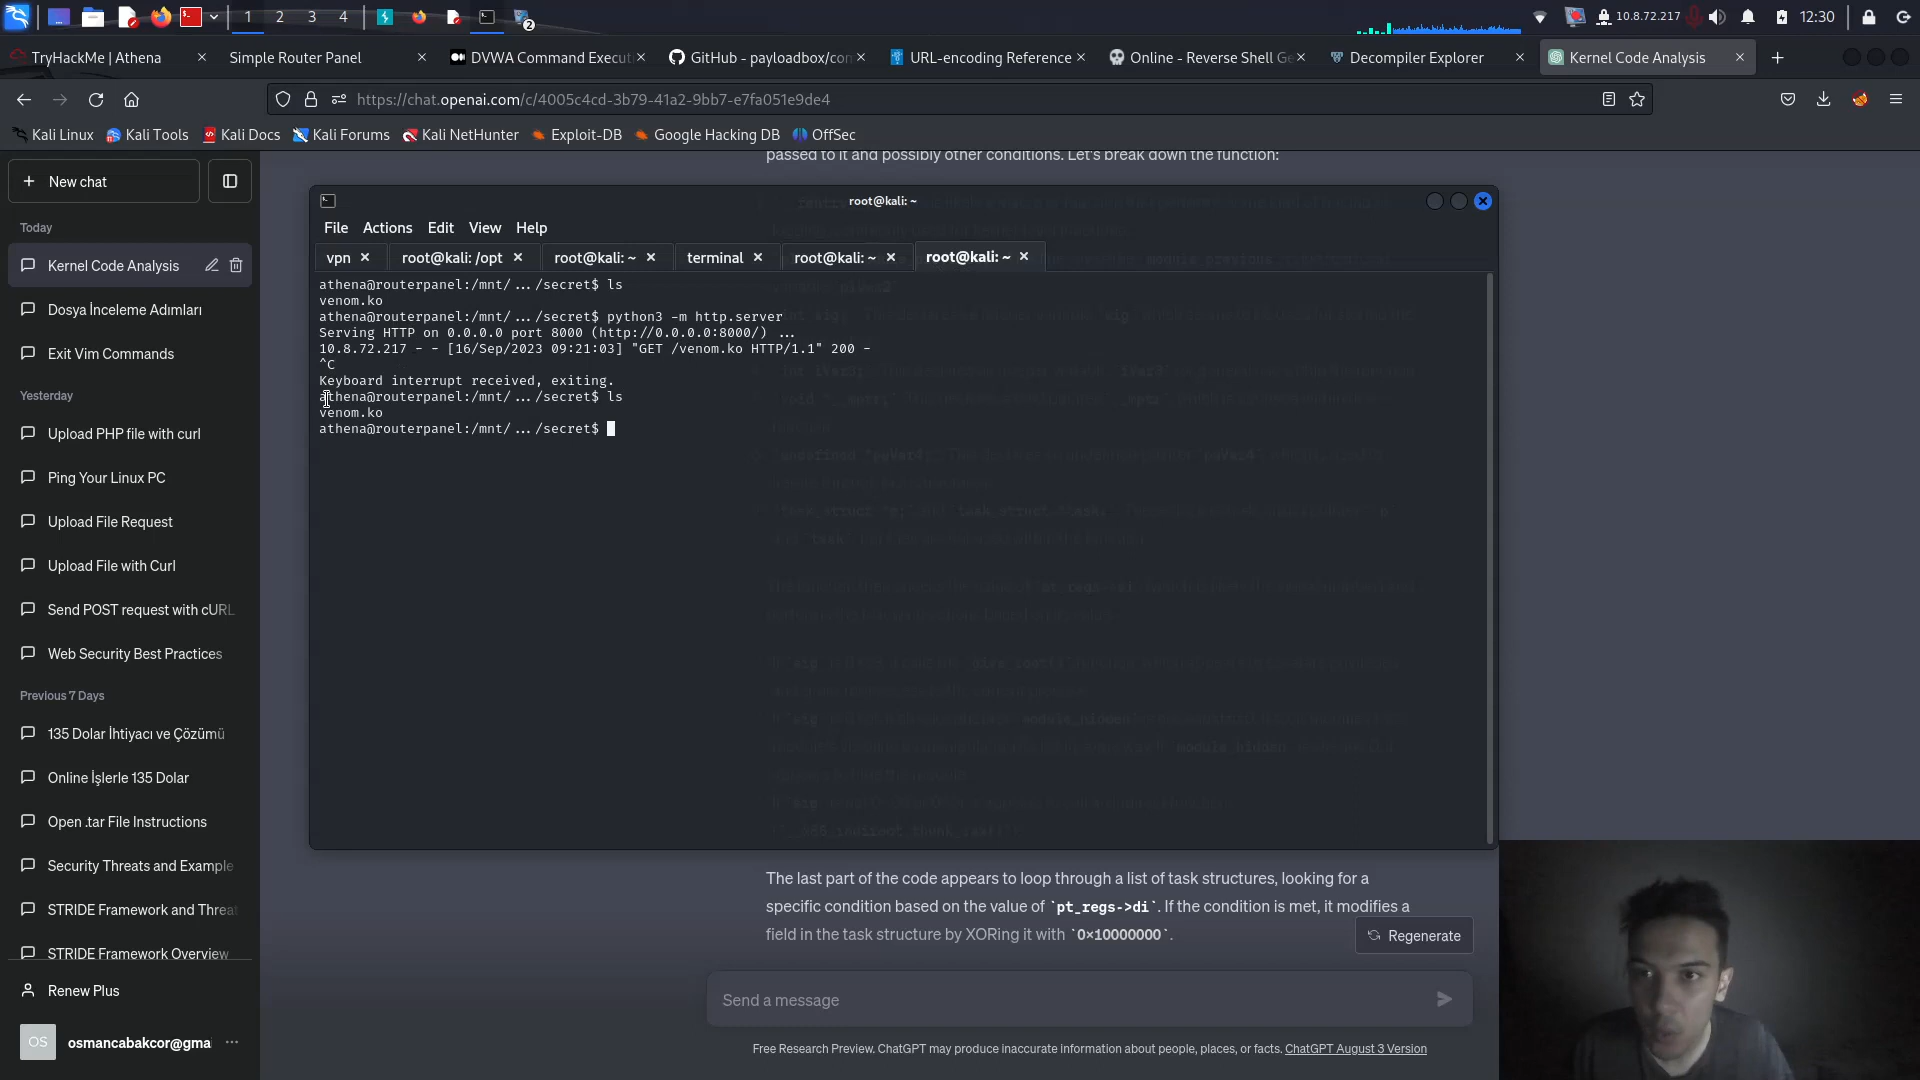 1 2 3 4
2
10.8.72.217
12:30
TryHackMe | Athena
Simple Router Panel
DVWA Command Execut
GitHub - payloadbox/con
URL-encoding Reference
Online - Reverse Shell Ge
Decompiler Explorer
Kernel Code Analysis
https://chat.openai.com/c/4005c4cd-3b79-41a2-9bb7-e7fa051e9de4
Kali Linux
Kali Tools
Kali Docs
Kali Forums
Kali NetHunter
Exploit-DB
Google Hacking DB
OffSec
New chat
Today
Kernel Code Analysis
Dosya İnceleme Adımları
Exit Vim Commands
Yesterday
Upload PHP file with curl
Ping Your Linux PC
Upload File Request
Upload File with Curl
Send POST request with cURL
Web Security Best Practices
Previous 7 Days
135 Dolar İhtiyacı ve Çözümü
Online İşlerle 135 Dolar
Open .tar File Instructions
Security Threats and Example
STRIDE Framework and Threat
STRIDE Framework Overview
Renew Plus
OS
osmancabakcor@gma
passed to it and possibly other conditions. Let's break down the function:
root@kali: ~
File Actions Edit View Help
vpn
root@kali: /opt
root@kali: ~
terminal
root@kali: ~
root@kali: ~
athena@routerpanel:/mnt/.../secret$ ls
venom.ko
athena@routerpanel:/mnt/.../secret$ python3 -m http.server
Serving HTTP on 0.0.0.0 port 8000 (http://0.0.0.0:8000/) ...
10.8.72.217 - - [16/Sep/2023 09:21:03] "GET /venom.ko HTTP/1.1" 200 -
^C
Keyboard interrupt received, exiting.
athena@routerpanel:/mnt/.../secret$ ls
venom.ko
athena@routerpanel:/mnt/.../secret$
The last part of the code appears to loop through a list of task structures, looking for a
specific condition based on the value of `pt_regs->di`. If the condition is met, it modifies a
field in the task structure by XORing it with `0×10000000`.
Regenerate
Send a message
Free Research Preview. ChatGPT may produce inaccurate information about people, places, or facts. ChatGPT August 3 Version